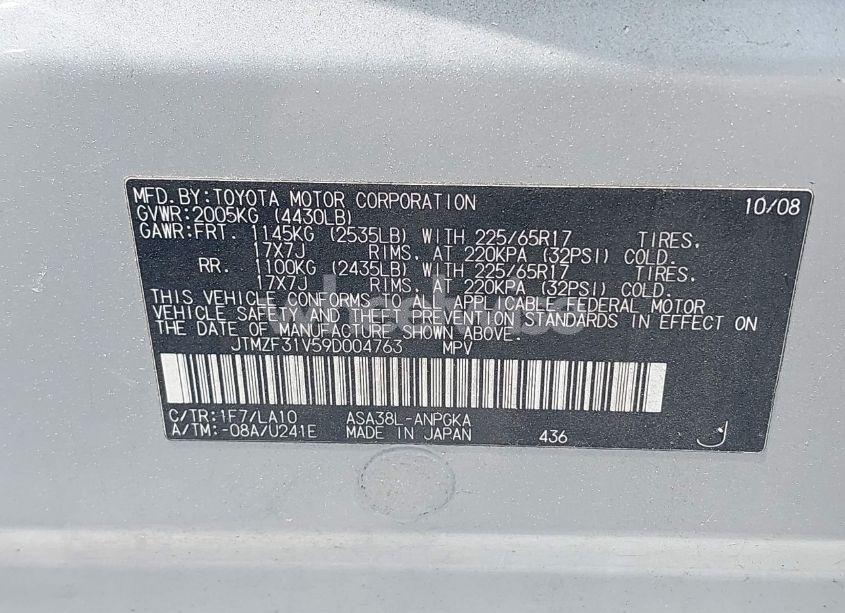 MFD.BY:TOYOTA MOTOR CORPORATION 10/08
GVWR:2005KG (4430LB)
GAWR:FRT. 1145KG (2535LB) WITH 225/65R17 TIRES,
17X7J RIMS, AT 220KPA (32PSI) COLD.
RR. 1100KG (2435LB) WITH 225/65R17 TIRES,
17X7J RIMS, AT 220KPA (32PSI) COLD.
THIS VEHICLE CONFORMS TO ALL APPLICABLE FEDERAL MOTOR
VEHICLE SAFETY AND THEFT PREVENTION STANDARDS IN EFFECT ON
THE DATE OF MANUFACTURE SHOWN ABOVE.
JTMZF31V59D004763 MPV
C/TR:1F7/LA10 ASA38L-ANPGKA
A/TM:-08A/U241E MADE IN JAPAN 436 J